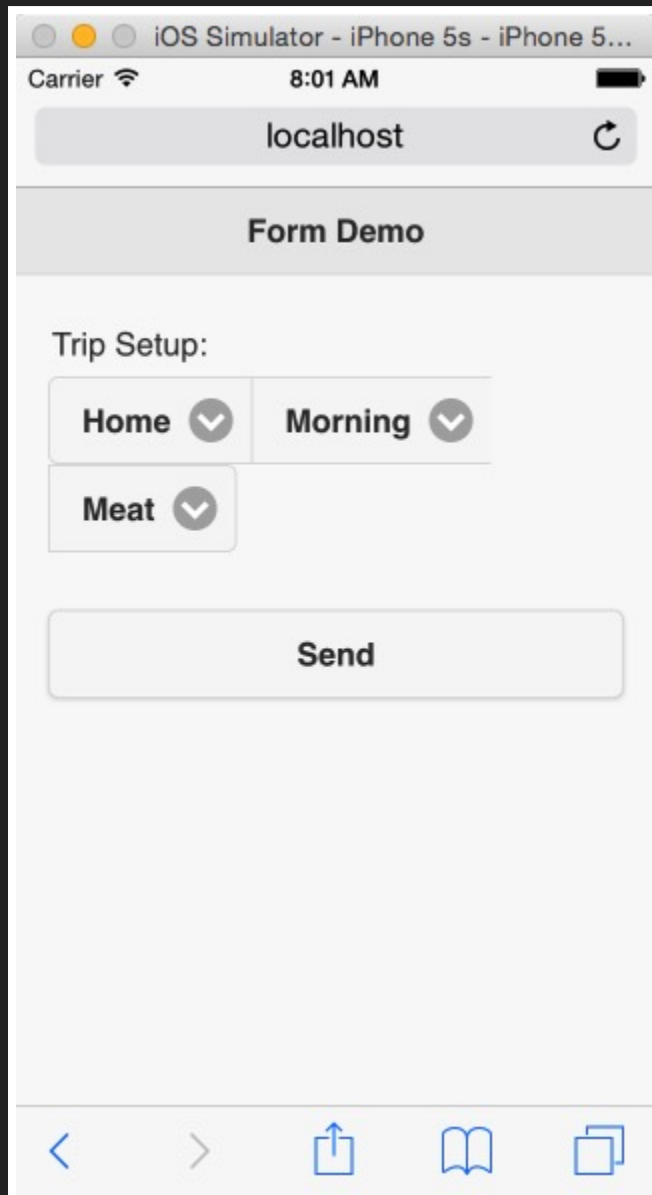 iOS Simulator - iPhone 5s - iPhone 5...
Carrier 8:01 AM
localhost
Form Demo
Trip Setup:
Home Morning
Meat
Send